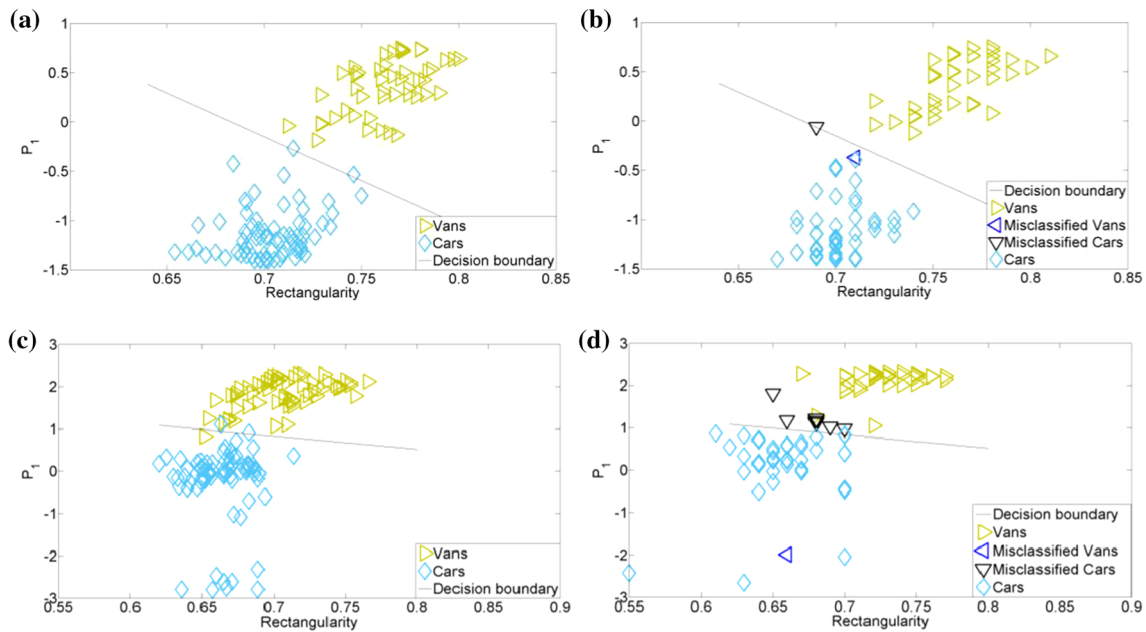 (a)
1
0.5
0
-0.5
-1
-1.5
P1
0.65
0.7
0.75
0.8
0.85
Rectangularity
Vans
Cars
Decision boundary
(b)
1
0.5
0
-0.5
-1
-1.5
P1
0.65
0.7
0.75
0.8
0.85
Rectangularity
Decision boundary
Vans
Misclassified Vans
Misclassified Cars
Cars
(c)
3
2
1
0
-1
-2
3
P1
0.55
0.6
0.65
0.7
0.75
0.8
0.85
0.9
Rectangularity
Vans
Cars
Decision boundary
(d)
3
2
1
0
-1
-2
3
P1
0.55
0.6
0.65
0.7
0.75
0.8
0.85
0.9
Rectangularity
Decision boundary
Vans
Misclassified Vans
Misclassified Cars
Cars